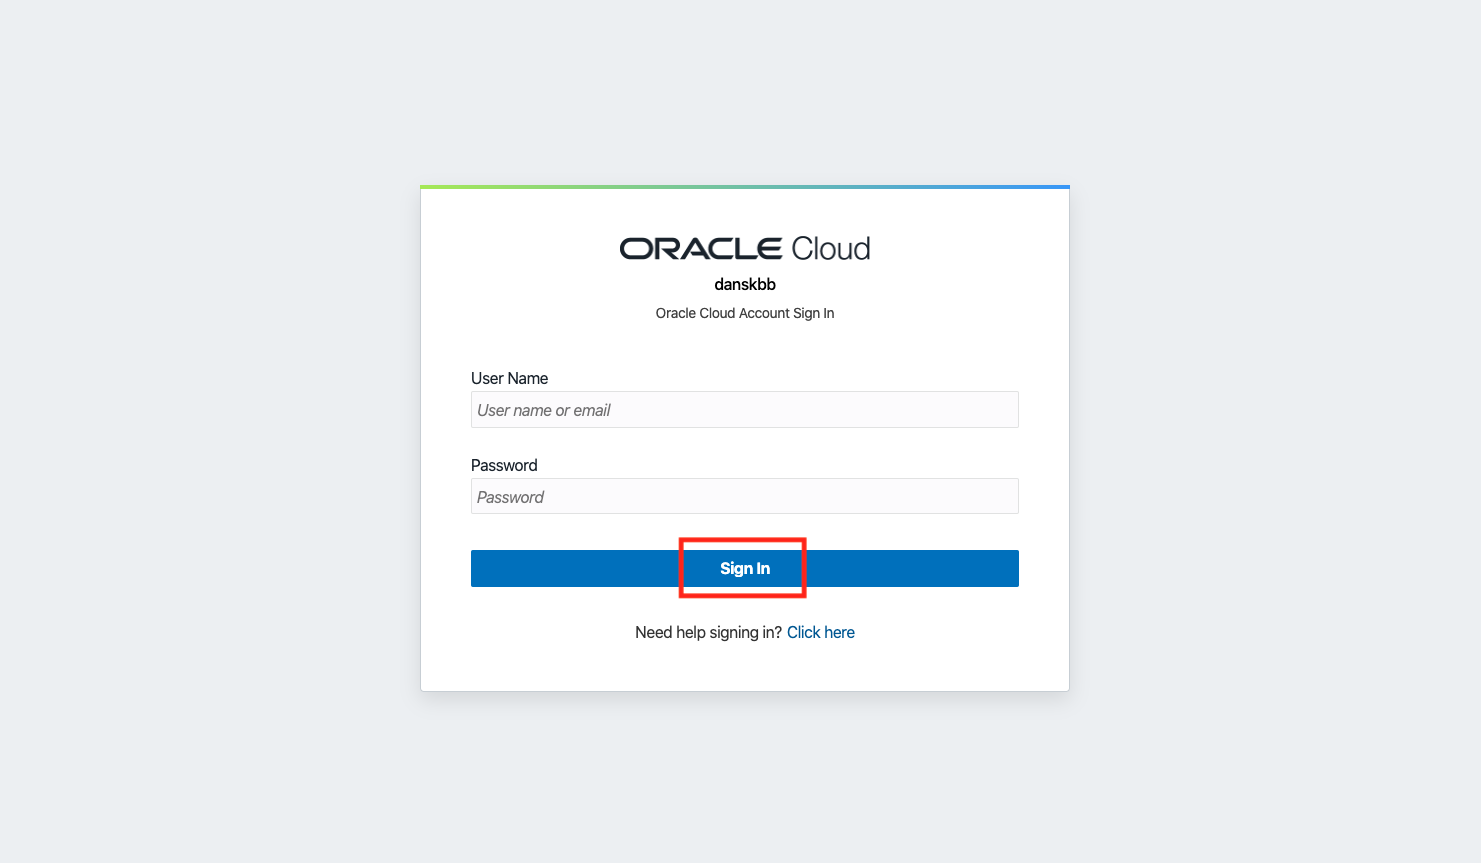 ORACLE Cloud
danskbb
Oracle Cloud Account Sign In
User Name
User name or email
Password
Password
Sign In
Need help signing in? Click here